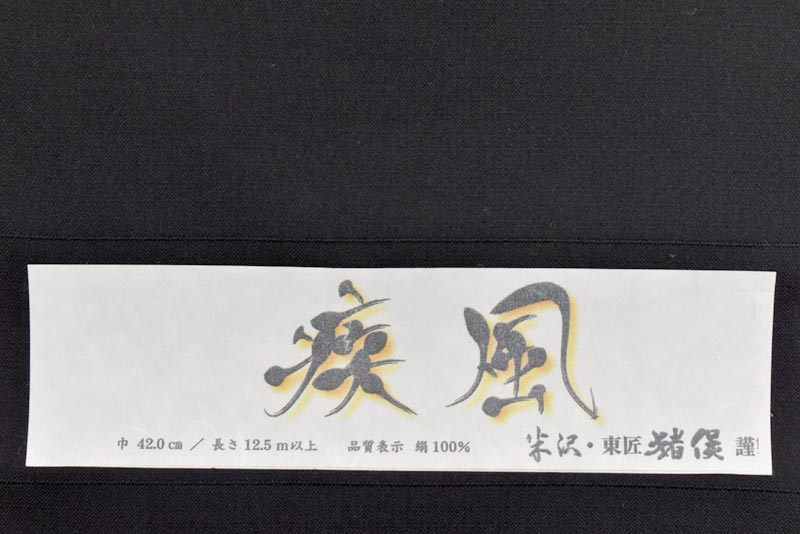 疾風
巾 42.0㎝ / 長さ 12.5 m以上 品質表示 絹 100% 米沢・東匠 猪俣 謹